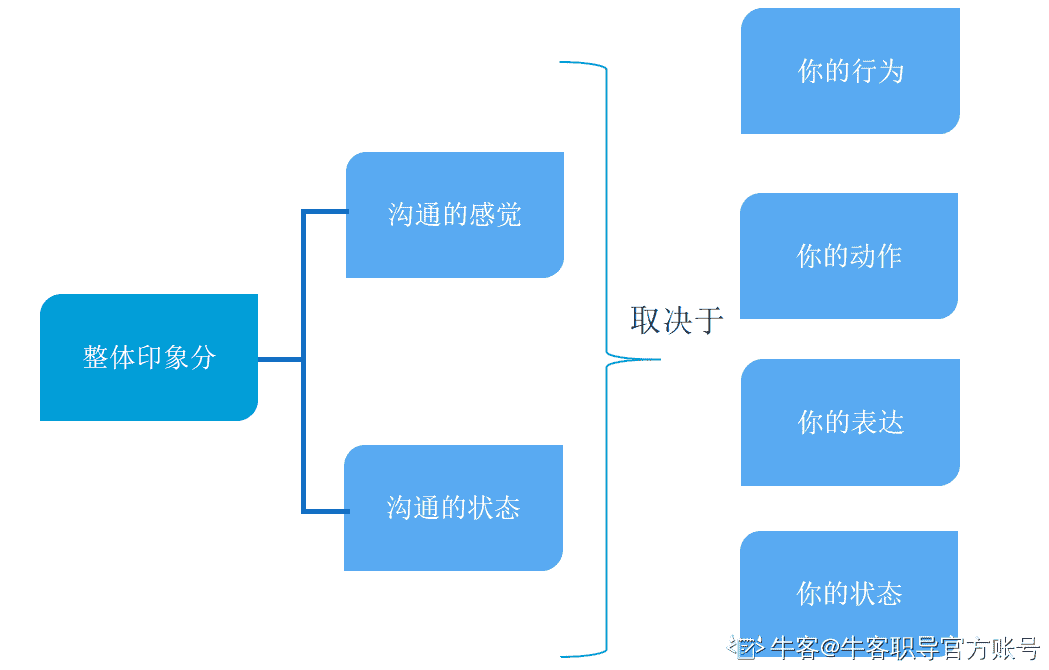 整体印象分
沟通的感觉
沟通的状态
取决于
你的行为
你的动作
你的表达
你的状态
牛客@牛客职导官方账号